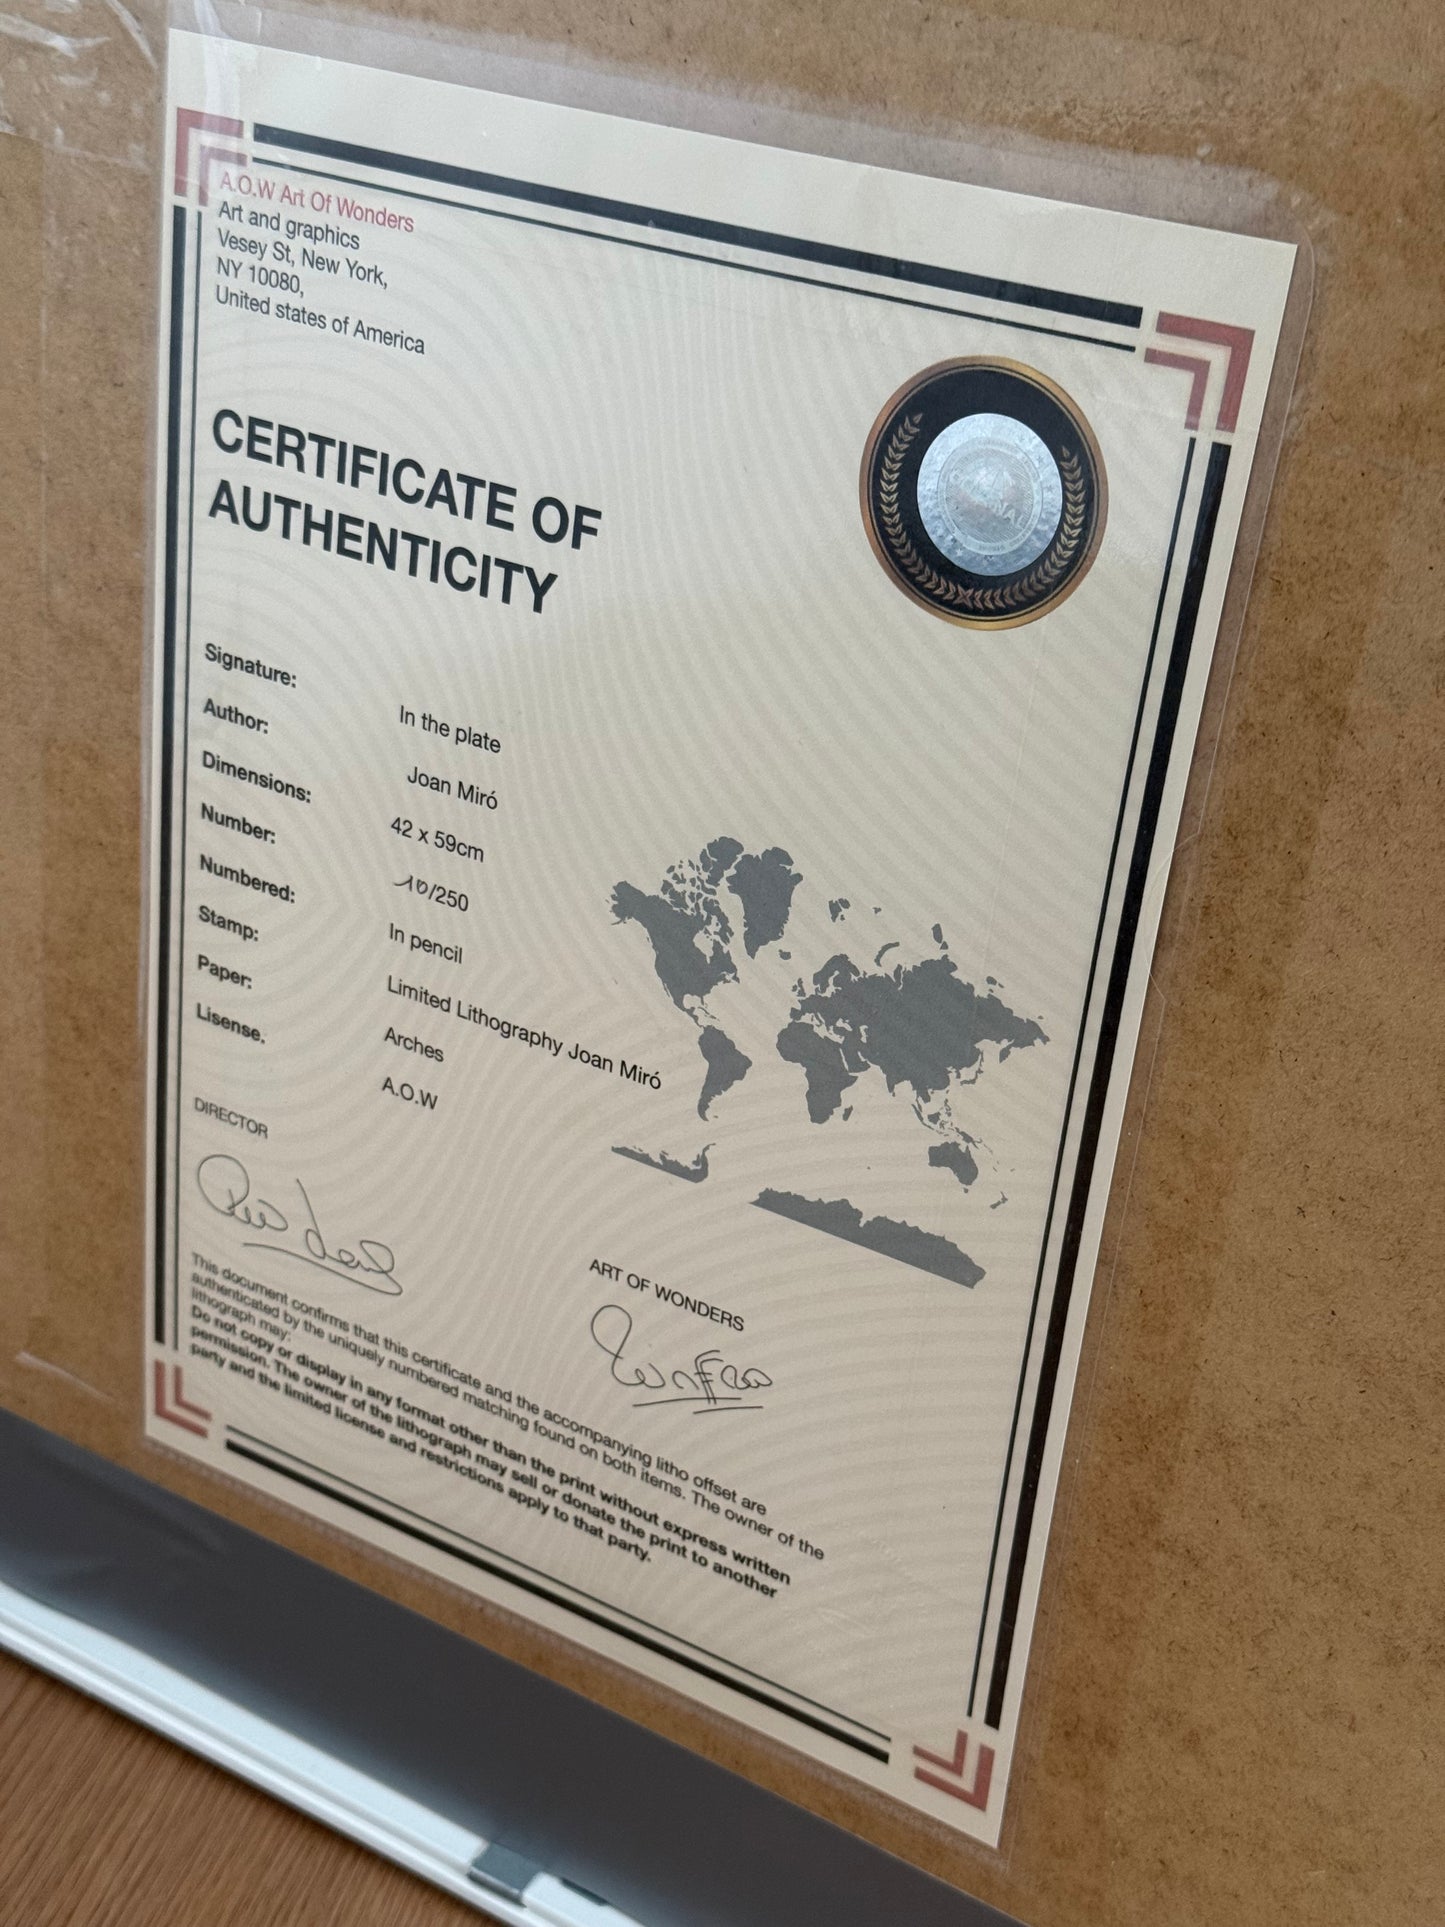 A.O.W Art Of Wonders
Art and graphics
Vesey St, New York,
NY 10080,
United states of America
CERTIFICATE OF
AUTHENTICITY
Signature: In the plate
Author: Joan Miró
Dimensions: 42 x 59cm
Number: 10/250
Numbered: In pencil
Stamp: Limited Lithography Joan Miró
Paper: Arches
Lisense. A.O.W
DIRECTOR
ART OF WONDERS
This document confirms that this certificate and the accompanying litho offset are
authenticated by the uniquely numbered matching found on both items. The owner of the
lithograph may:
Do not copy or display in any format other than the print without express written
permission. The owner of the lithograph may sell or donate the print to another
party and the limited license and restrictions apply to that party.